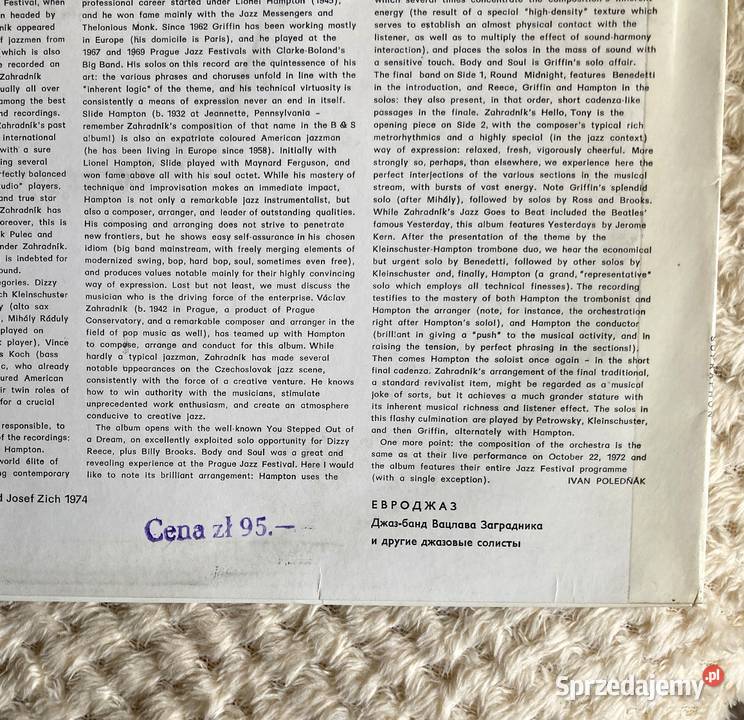 Festival, when
n headed by
ník appeared
f jazzmen from
which is also
e recorded an
Zahradník
ually all over
among the best
nd recordings.
Zahradník's past
international
with a sure
ing several
rfectly balanced
udio" players,
and true star
Zahradník has
oreover, this is
k Pulec and
nder Zahradník.
is indebted for
ound.
egories. Dizzy
ch Kleinschuster
y (alto sax
, Mihály Ráduly
played on
t player), Vince
s Koch (bass
c, who already
ured American
ir twin roles of
for a crucial
responsible, to
of the recordings:
Hampton.
world élite of
ng contemporary
d Josef Zich 1974
professional career started under Lionel Hampton (1945),
and he won fame mainly with the Jazz Messengers and
Thelonious Monk. Since 1962 Griffin has been working mostly
in Europe (his domicile is Paris), and he played at the
1967 and 1969 Prague Jazz Festivals with Clarke-Boland's
Big Band. His solos on this record are the quintessence of his
art: the various phrases and choruses unfold in line with the
"inherent logic" of the theme, and his technical virtuosity is
consistently a means of expression never an end in itself.
Slide Hampton (b. 1932 at Jeannette, Pennsylvania –
remember Zahradník's composition of that name in the B & S
album!) is also an expatriate coloured American jazzman
(he has been living in Europe since 1958). Initially with
Lionel Hampton, Slide played with Maynard Ferguson, and
won fame above all with his soul octet. While his mastery of
technique and improvisation makes an immediate impact,
Hampton is not only a remarkable jazz instrumentalist, but
also a composer, arranger, and leader of outstanding qualities.
His composing and arranging does not strive to penetrate
new frontiers, but he shows easy self-assurance in his chosen
idiom (big band mainstream, with freely merging elements of
modernized swing, bop, hard bop, soul, sometimes even free),
and produces values notable mainly for their highly convincing
way of expression. Last but not least, we must discuss the
musician who is the driving force of the enterprise. Václav
Zahradník (b. 1942 in Prague, a product of Prague
Conservatory, and a remarkable composer and arranger in the
field of pop music as well), has teamed up with Hampton
to compose, arrange and conduct for this album. While
hardly a typical jazzman, Zahradník has made several
notable appearances on the Czechoslovak jazz scene,
consistently with the force of a creative venture. He knows
how to win authority with the musicians, stimulate
unprecedented work enthusiasm, and create an atmosphere
conducive to creative jazz.
The album opens with the well-known You Stepped Out of
a Dream, an excellently exploited solo opportunity for Dizzy
Reece, plus Billy Brooks. Body and Soul was a great and
revealing experience at the Prague Jazz Festival. Here I would
like to note its brilliant arrangement: Hampton uses the
energy (the result of a special "high-density" texture which
serves to establish an almost physical contact with the
listener, as well as to multiply the effect of sound-harmony
interaction), and places the solos in the mass of sound with
a sensitive touch. Body and Soul is Griffin's solo affair.
The final band on Side 1, Round Midnight, features Benedetti
in the introduction, and Reece, Griffin and Hampton in the
solos: they also present, in that order, short cadenza-like
passages in the finale. Zahradník's Hello, Tony is the
opening piece on Side 2, with the composer's typical rich
metrorhythmics and a highly special (in the jazz context)
way of expression: relaxed, fresh, vigorously cheerful. More
strongly so, perhaps, than elsewhere, we experience here the
perfect interjections of the various sections in the musical
stream, with bursts of vast energy. Note Griffin's splendid
solo (after Mihály), followed by solos by Ross and Brooks.
While Zahradník's Jazz Goes to Beat included the Beatles'
famous Yesterday, this album features Yesterdays by Jerome
Kern. After the presentation of the theme by the
Kleinschuster-Hampton trombone duo, we hear the economical
but urgent solo by Benedetti, followed by other solos by
Kleinschuster and, finally, Hampton (a grand, "representative"
solo which employs all technical finesses). The recording
testifies to the mastery of both Hampton the trombonist and
Hampton the arranger (note, for instance, the orchestration
right after Hampton's solo!), and Hampton the conductor
(brilliant in giving a "push" to the musical activity, and in
raising the tension, by perfect phrasing in the sections!).
Then comes Hampton the soloist once again – in the short
final cadenza. Zahradník's arrangement of the final traditional,
a standard revivalist item, might be regarded as a musical
joke of sorts, but it achieves a much grander stature with
its inherent musical richness and listener effect. The solos in
this flashy culmination are played by Petrowsky, Kleinschuster,
and then Griffin, alternately with Hampton.
One more point: the composition of the orchestra is the
same as at their live performance on October 22, 1972 and
the album features their entire Jazz Festival programme
(with a single exception). IVAN POLEDŇÁK
ЕВРОДЖАЗ
Джаз-банд Вацлава Заградника
и другие джазовые солисты
Cena zł 95.—
Sprzedajemy.pl